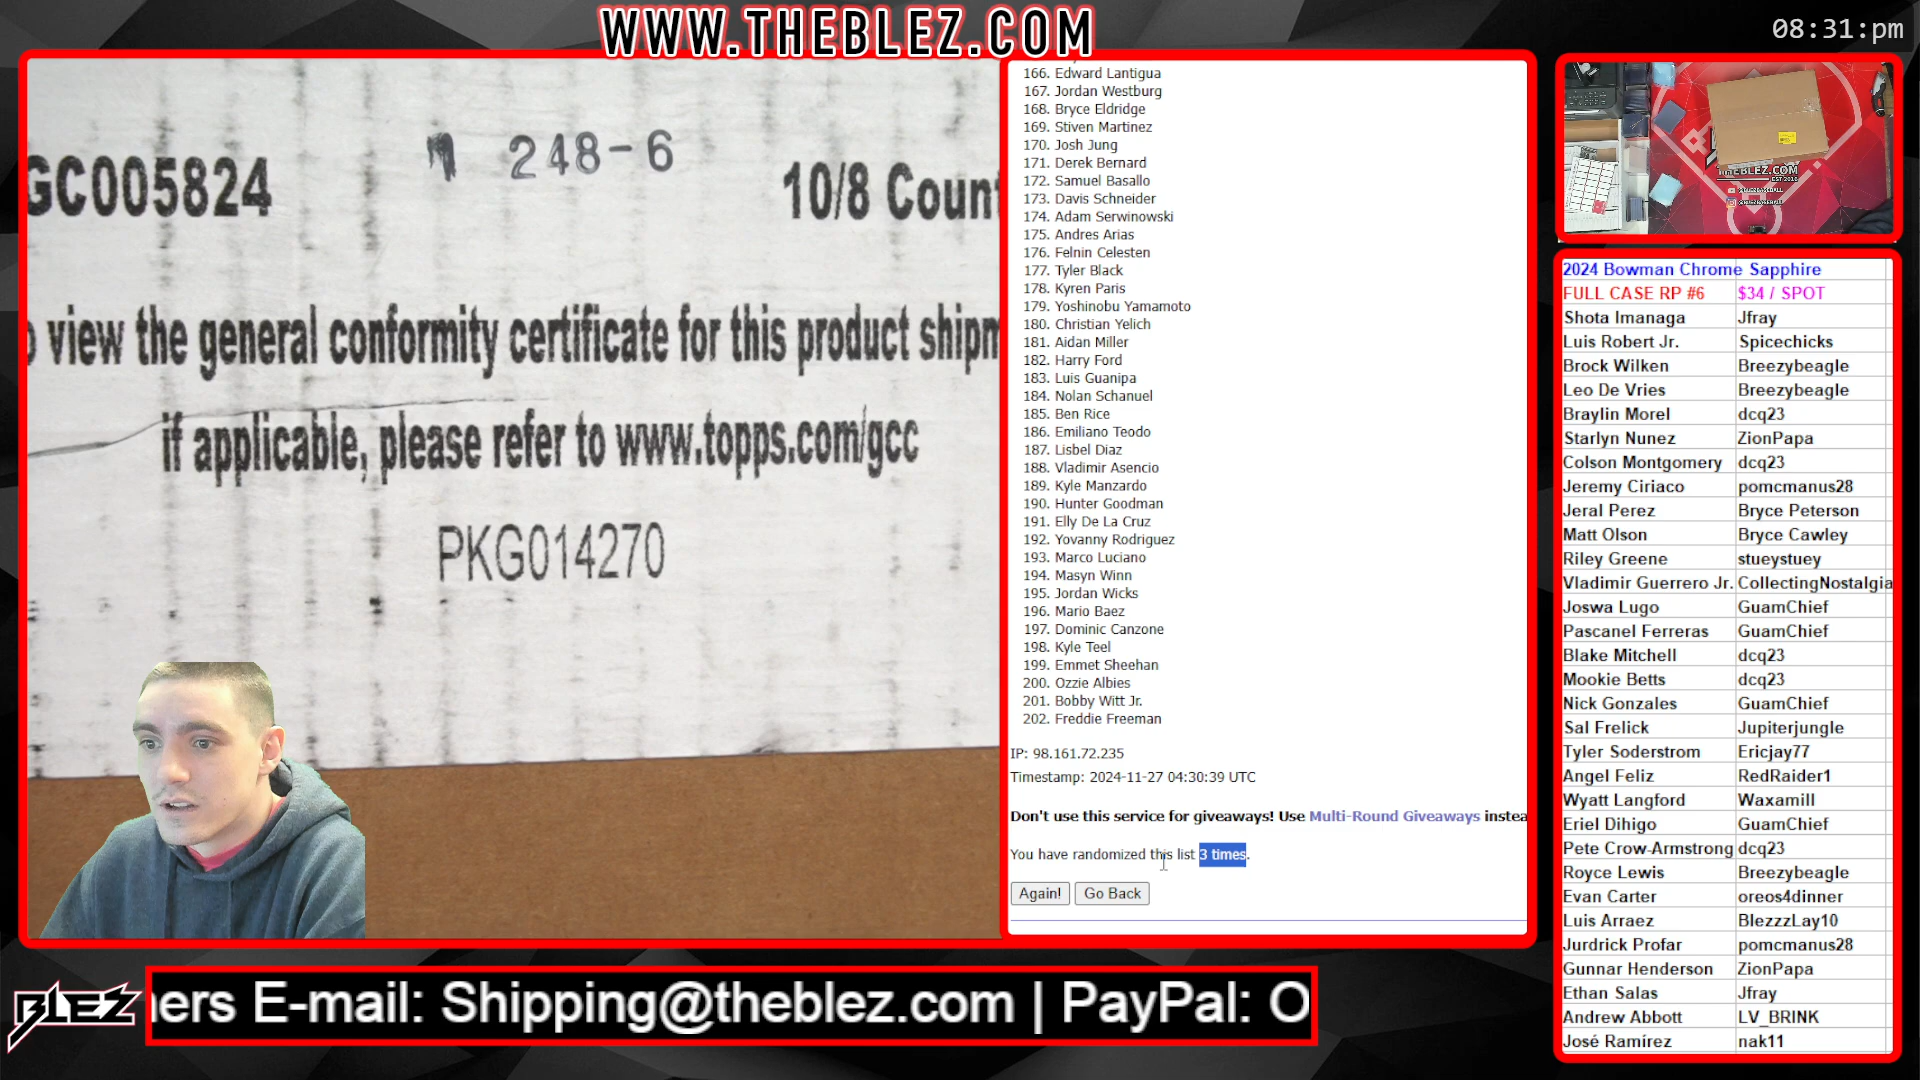 WWW.THEBLEZ.COM
08:31:pm
GC005824
248-6
10/8 Coun
view the general conformity certificate for this product shipm
if applicable, please refer to www.topps.com/gcc
PKG014270
166. Edward Lantigua
167. Jordan Westburg
168. Bryce Eldridge
169. Stiven Martinez
170. Josh Jung
171. Derek Bernard
172. Samuel Basallo
173. Davis Schneider
174. Adam Serwinowski
175. Andres Arias
176. Felnin Celesten
177. Tyler Black
178. Kyren Paris
179. Yoshinobu Yamamoto
180. Christian Yelich
181. Aidan Miller
182. Harry Ford
183. Luis Guanipa
184. Nolan Schanuel
185. Ben Rice
186. Emiliano Teodo
187. Lisbel Diaz
188. Vladimir Asencio
189. Kyle Manzardo
190. Hunter Goodman
191. Elly De La Cruz
192. Yovanny Rodriguez
193. Marco Luciano
194. Masyn Winn
195. Jordan Wicks
196. Mario Baez
197. Dominic Canzone
198. Kyle Teel
199. Emmet Sheehan
200. Ozzie Albies
201. Bobby Witt Jr.
202. Freddie Freeman
IP: 98.161.72.235
Timestamp: 2024-11-27 04:30:39 UTC
Don't use this service for giveaways! Use Multi-Round Giveaways instea
You have randomized this list 3 times.
Again! Go Back
2024 Bowman Chrome Sapphire
FULL CASE RP #6 $34 / SPOT
Shota Imanaga Jfray
Luis Robert Jr. Spicechicks
Brock Wilken Breezybeagle
Leo De Vries Breezybeagle
Braylin Morel dcq23
Starlyn Nunez ZionPapa
Colson Montgomery dcq23
Jeremy Ciriaco pomcmanus28
Jeral Perez Bryce Peterson
Matt Olson Bryce Cawley
Riley Greene stueystuey
Vladimir Guerrero Jr. CollectingNostalgia
Joswa Lugo GuamChief
Pascanel Ferreras GuamChief
Blake Mitchell dcq23
Mookie Betts dcq23
Nick Gonzales GuamChief
Sal Frelick Jupiterjungle
Tyler Soderstrom Ericjay77
Angel Feliz RedRaider1
Wyatt Langford Waxamill
Eriel Dihigo GuamChief
Pete Crow-Armstrong dcq23
Royce Lewis Breezybeagle
Evan Carter oreos4dinner
Luis Arraez BlezzzLay10
Jurdrick Profar pomcmanus28
Gunnar Henderson ZionPapa
Ethan Salas Jfray
Andrew Abbott LV_BRINK
José Ramírez nak11
BLEZ
ers E-mail: Shipping@theblez.com | PayPal: O